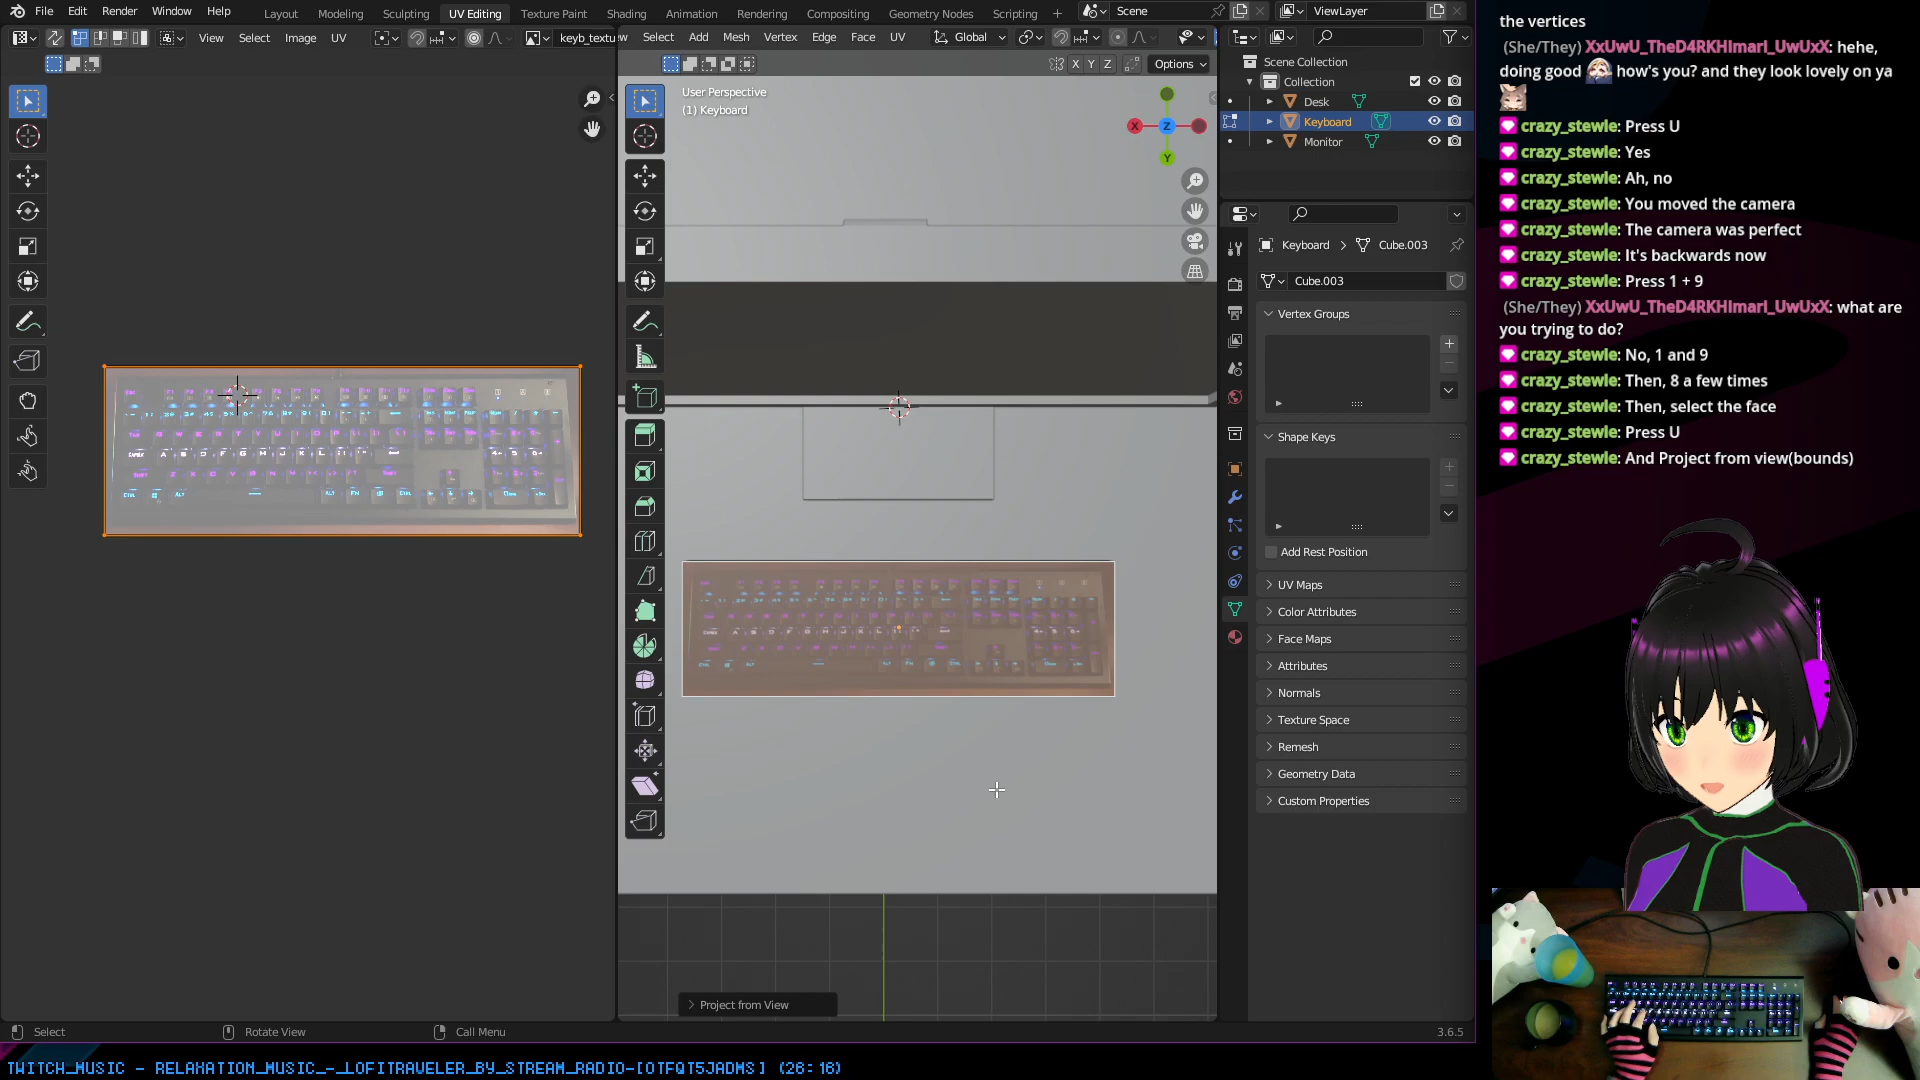 File Edit Render Window Help
Layout Modeling Sculpting UV Editing Texture Paint Shading Animation Rendering Compositing Geometry Nodes Scripting +
Scene
ViewLayer
View Select Image UV
keyb_textu
Select Add Mesh Vertex Edge Face UV
Global
X Y Z
Options
User Perspective
(1) Keyboard
X
Z
Y
Scene Collection
Collection
Desk
Keyboard
Monitor
Keyboard > Cube.003
Cube.003
Vertex Groups
Shape Keys
Add Rest Position
UV Maps
Color Attributes
Face Maps
Attributes
Normals
Texture Space
Remesh
Geometry Data
Custom Properties
Project from View
Select
Rotate View
Call Menu
3.6.5
the vertices
(She/They) XxUwU_TheD4RKHimarI_UwUxX: hehe,
doing good how's you? and they look lovely on ya
crazy_stewie: Press U
crazy_stewie: Yes
crazy_stewie: Ah, no
crazy_stewie: You moved the camera
crazy_stewie: The camera was perfect
crazy_stewie: It's backwards now
crazy_stewie: Press 1 + 9
(She/They) XxUwU_TheD4RKHimarI_UwUxX: what are
you trying to do?
crazy_stewie: No, 1 and 9
crazy_stewie: Then, 8 a few times
crazy_stewie: Then, select the face
crazy_stewie: Press U
crazy_stewie: And Project from view(bounds)
TWITCH_MUSIC - RELAXATION_MUSIC_-_LOFITRAVELER_BY_STREAM_RADIO-[OTFQT5JADMS] (26:16)